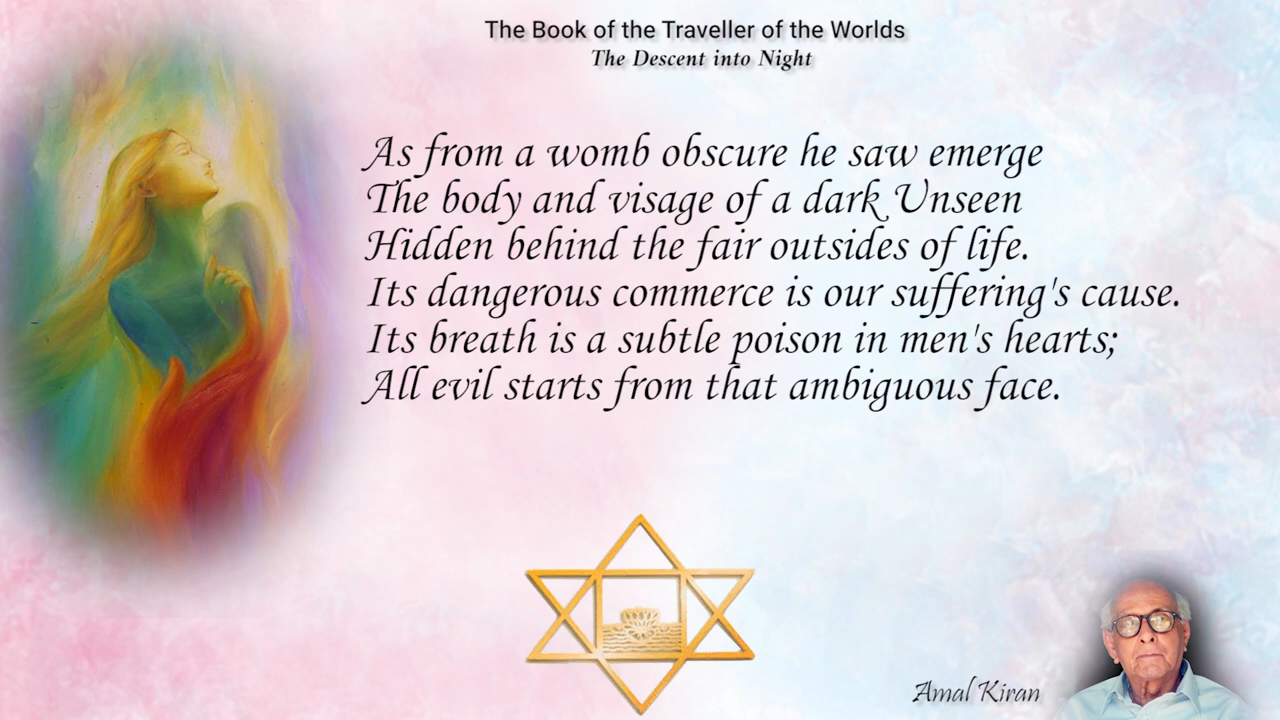 The Book of the Traveller of the Worlds
The Descent into Night
As from a womb obscure he saw emerge
The body and visage of a dark Unseen
Hidden behind the fair outsides of life.
Its dangerous commerce is our suffering's cause.
Its breath is a subtle poison in men's hearts;
All evil starts from that ambiguous face.
Amal Kiran